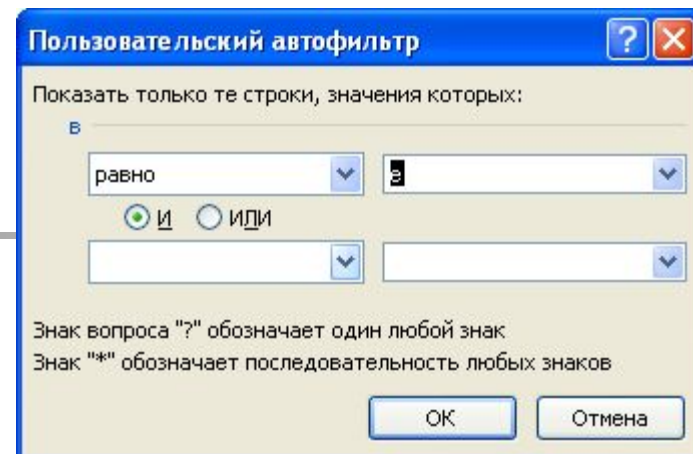 Пользовательский автофильтр
Показать только те строки, значения которых:
в
равно
е
И ИЛИ
Знак вопроса "?" обозначает один любой знак
Знак "*" обозначает последовательность любых знаков
ОК Отмена